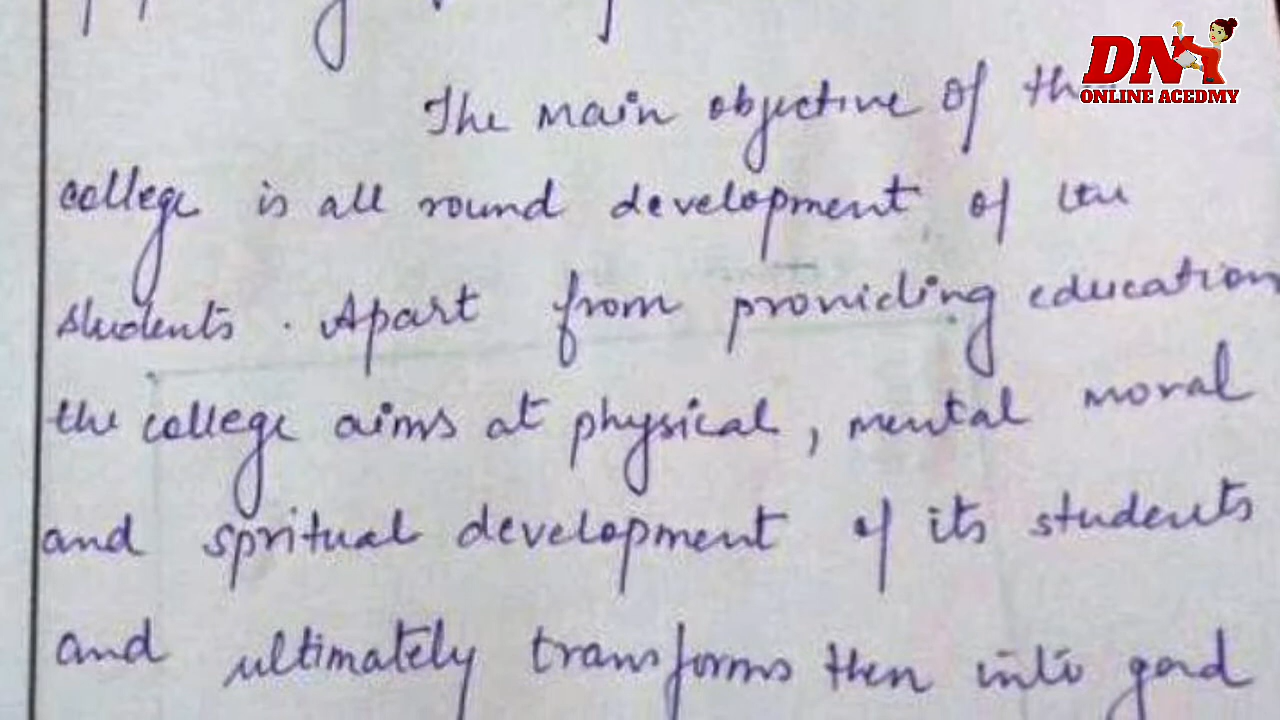 DN
ONLINE ACEDMY
The main objective of the
college is all round development of the
students . Apart from providing education
the college aims at physical, mental moral
and spritual development of its students
and ultimately transforms then into good